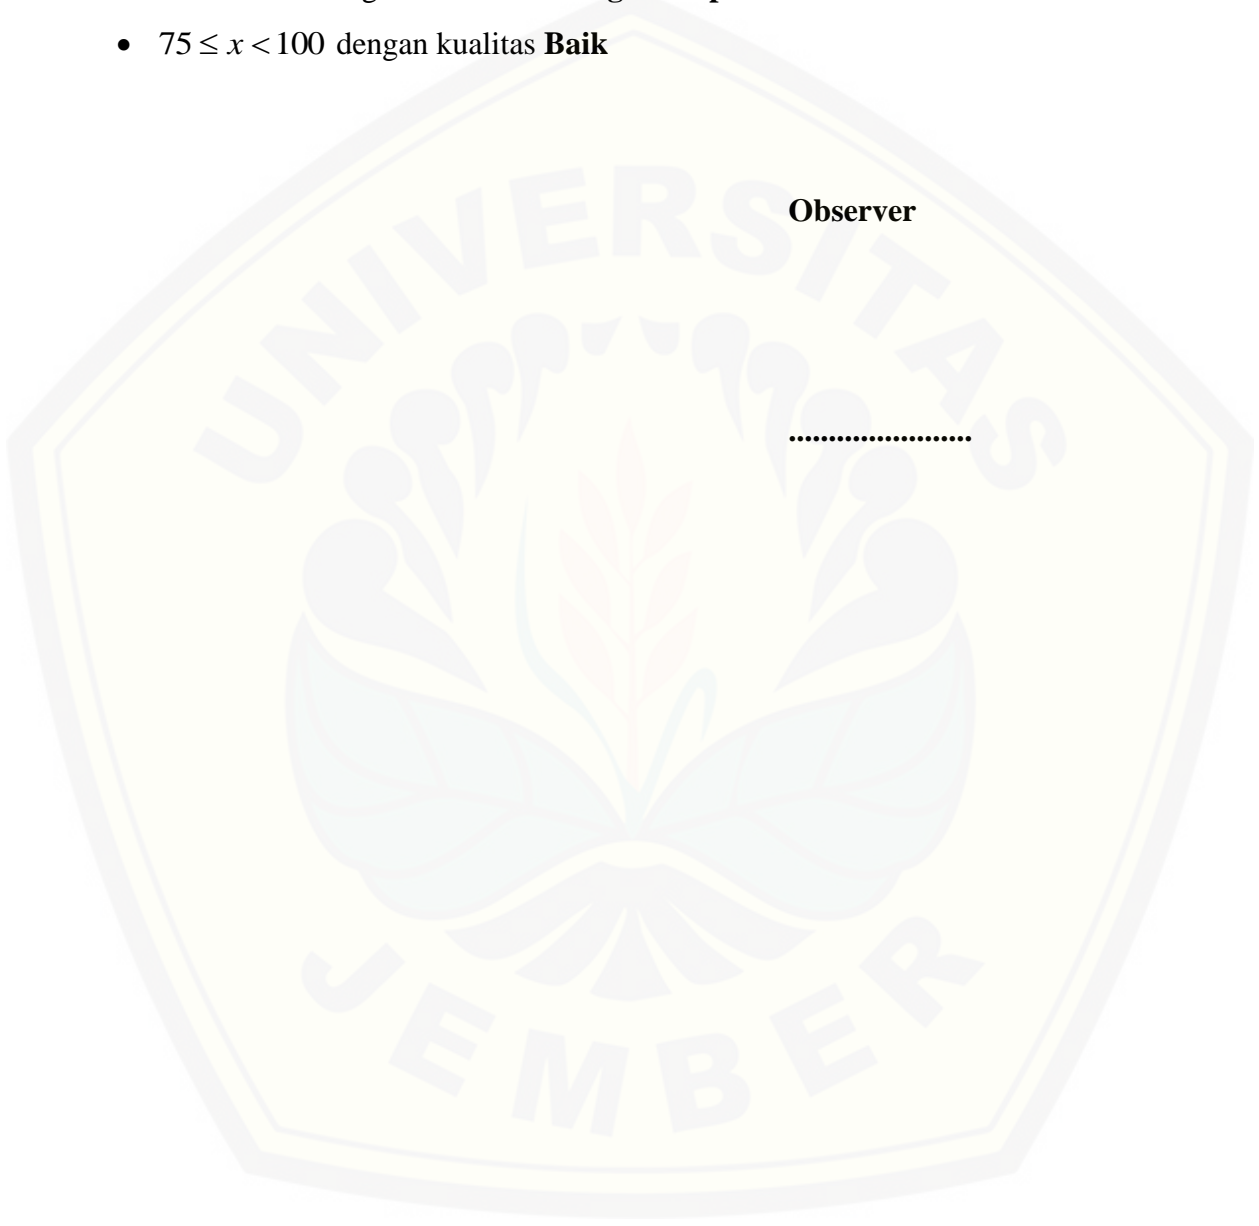 • 75 ≤ x < 100 dengan kualitas Baik
Observer
.......................
UNIVERSITAS
JEMBER